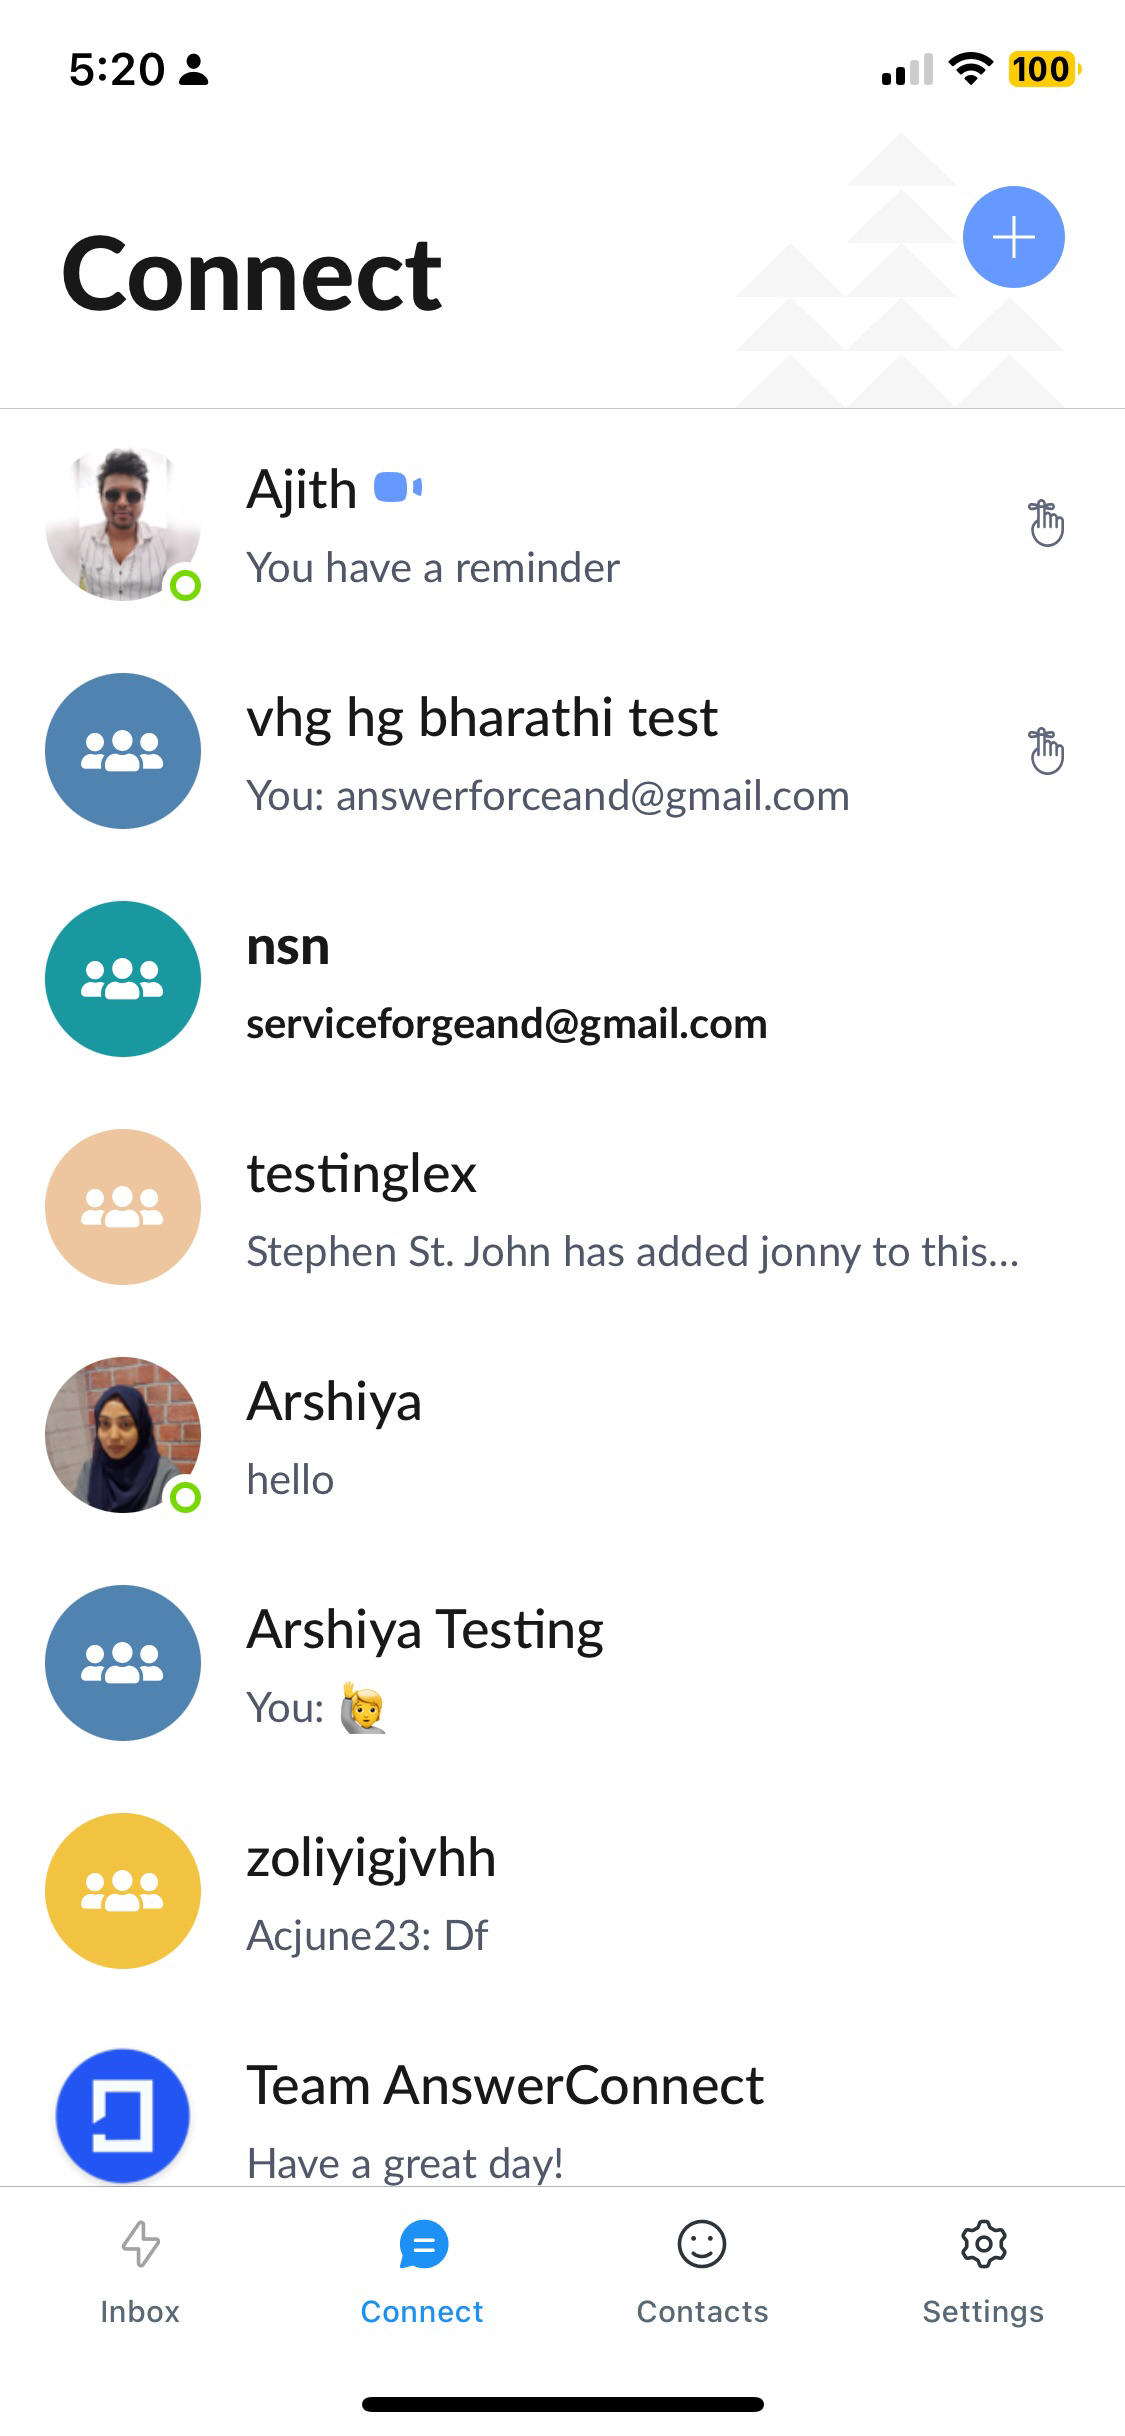 5:20
100
Connect
Ajith
You have a reminder
vhg hg bharathi test
You: answerforceand@gmail.com
nsn
serviceforgeand@gmail.com
testinglex
Stephen St. John has added jonny to this...
Arshiya
hello
Arshiya Testing
You: 🙋
zoliyigjvhh
Acjune23: Df
Team AnswerConnect
Have a great day!
Inbox
Connect
Contacts
Settings